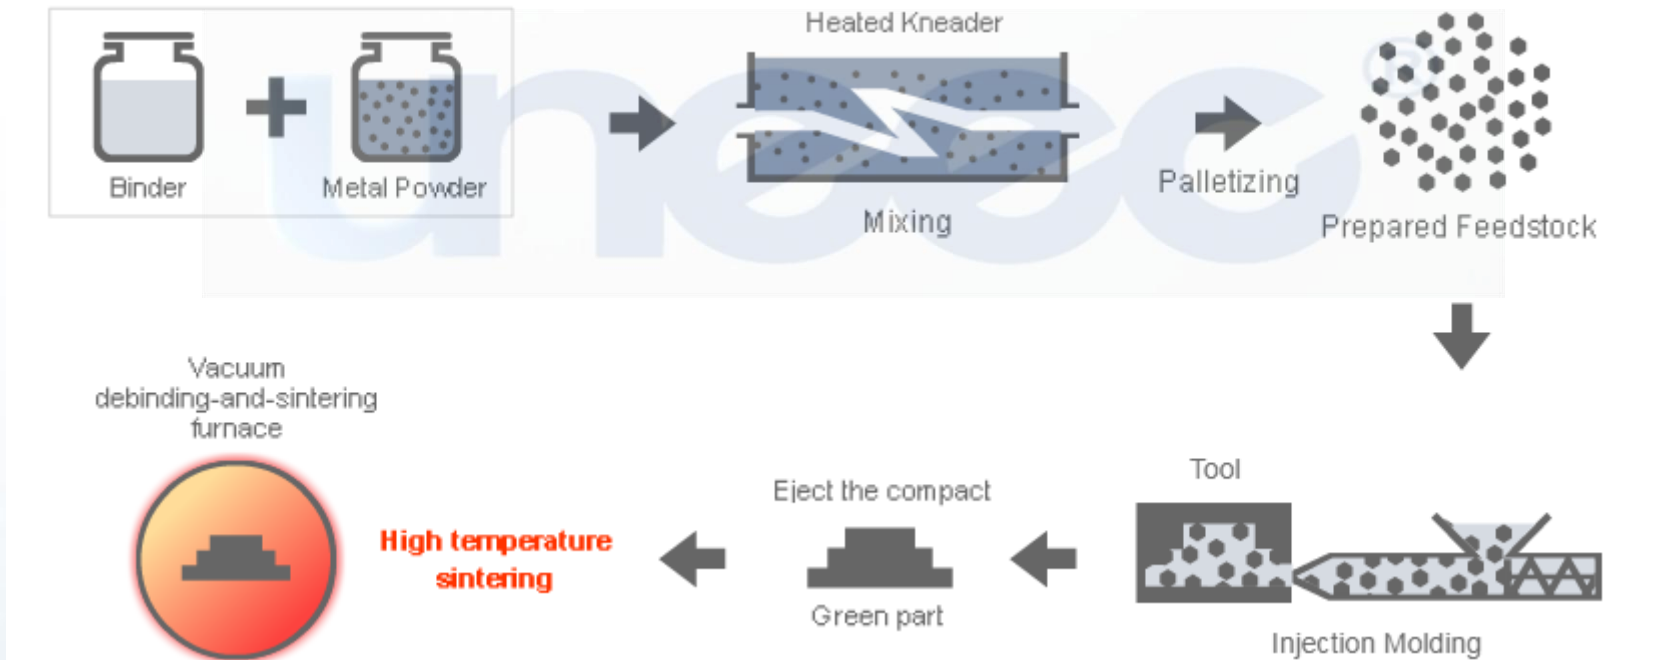 Heated Kneader
Binder
Metal Powder
Mixing
Palletizing
Prepared Feedstock
uneec®
Vacuum
debinding-and-sintering
furnace
High temperature
sintering
Eject the compact
Green part
Tool
Injection Molding